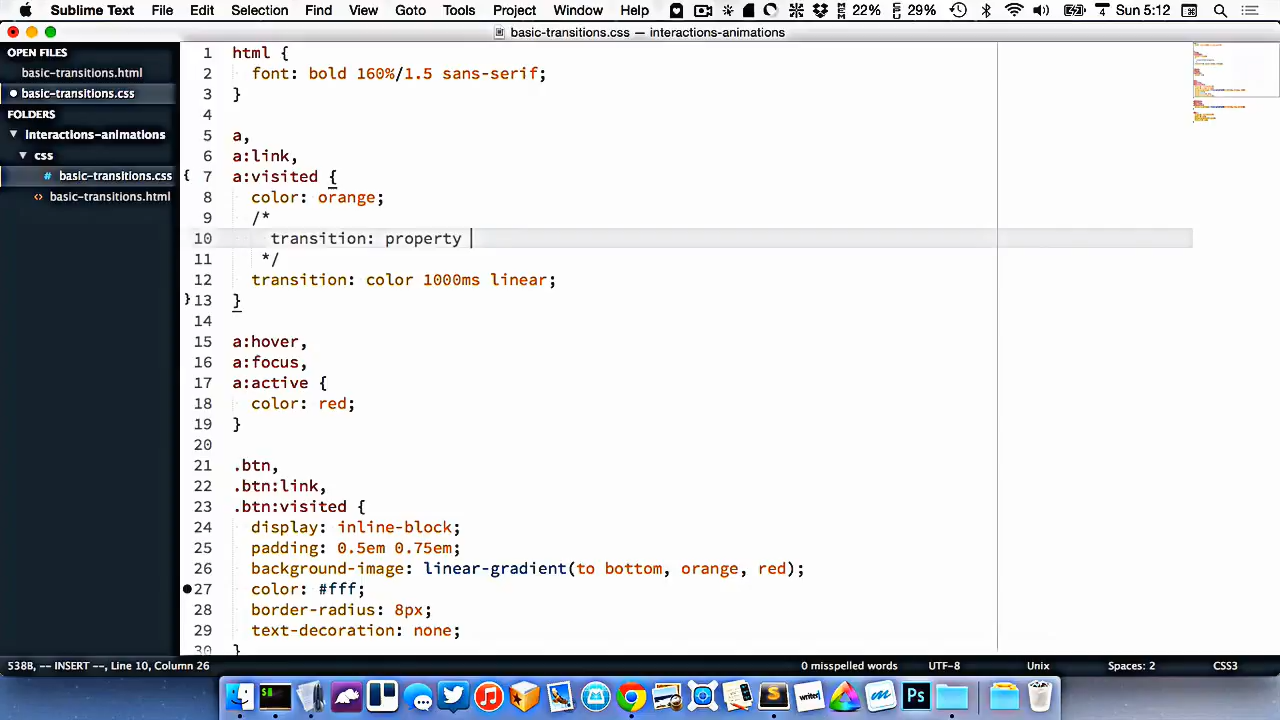 Sublime Text File Edit Selection Find View Goto Tools Project Window Help 22% 29% 4 Sun 5:12
basic-transitions.css — interactions-animations
OPEN FILES
basic-transitions.html
basic-transitions.css
FOLDERS
interactions-animations
css
# basic-transitions.css
<> basic-transitions.html
1 html {
2 font: bold 160%/1.5 sans-serif;
3 }
4
5 a,
6 a:link,
{ 7 a:visited {
8 color: orange;
9 /*
10 transition: property
11 */
12 transition: color 1000ms linear;
} 13 }
14
15 a:hover,
16 a:focus,
17 a:active {
18 color: red;
19 }
20
21 .btn,
22 .btn:link,
23 .btn:visited {
24 display: inline-block;
25 padding: 0.5em 0.75em;
26 background-image: linear-gradient(to bottom, orange, red);
27 color: #fff;
28 border-radius: 8px;
29 text-decoration: none;
30 }
538B, -- INSERT --, Line 10, Column 26 0 misspelled words UTF-8 Unix Spaces: 2 CSS3